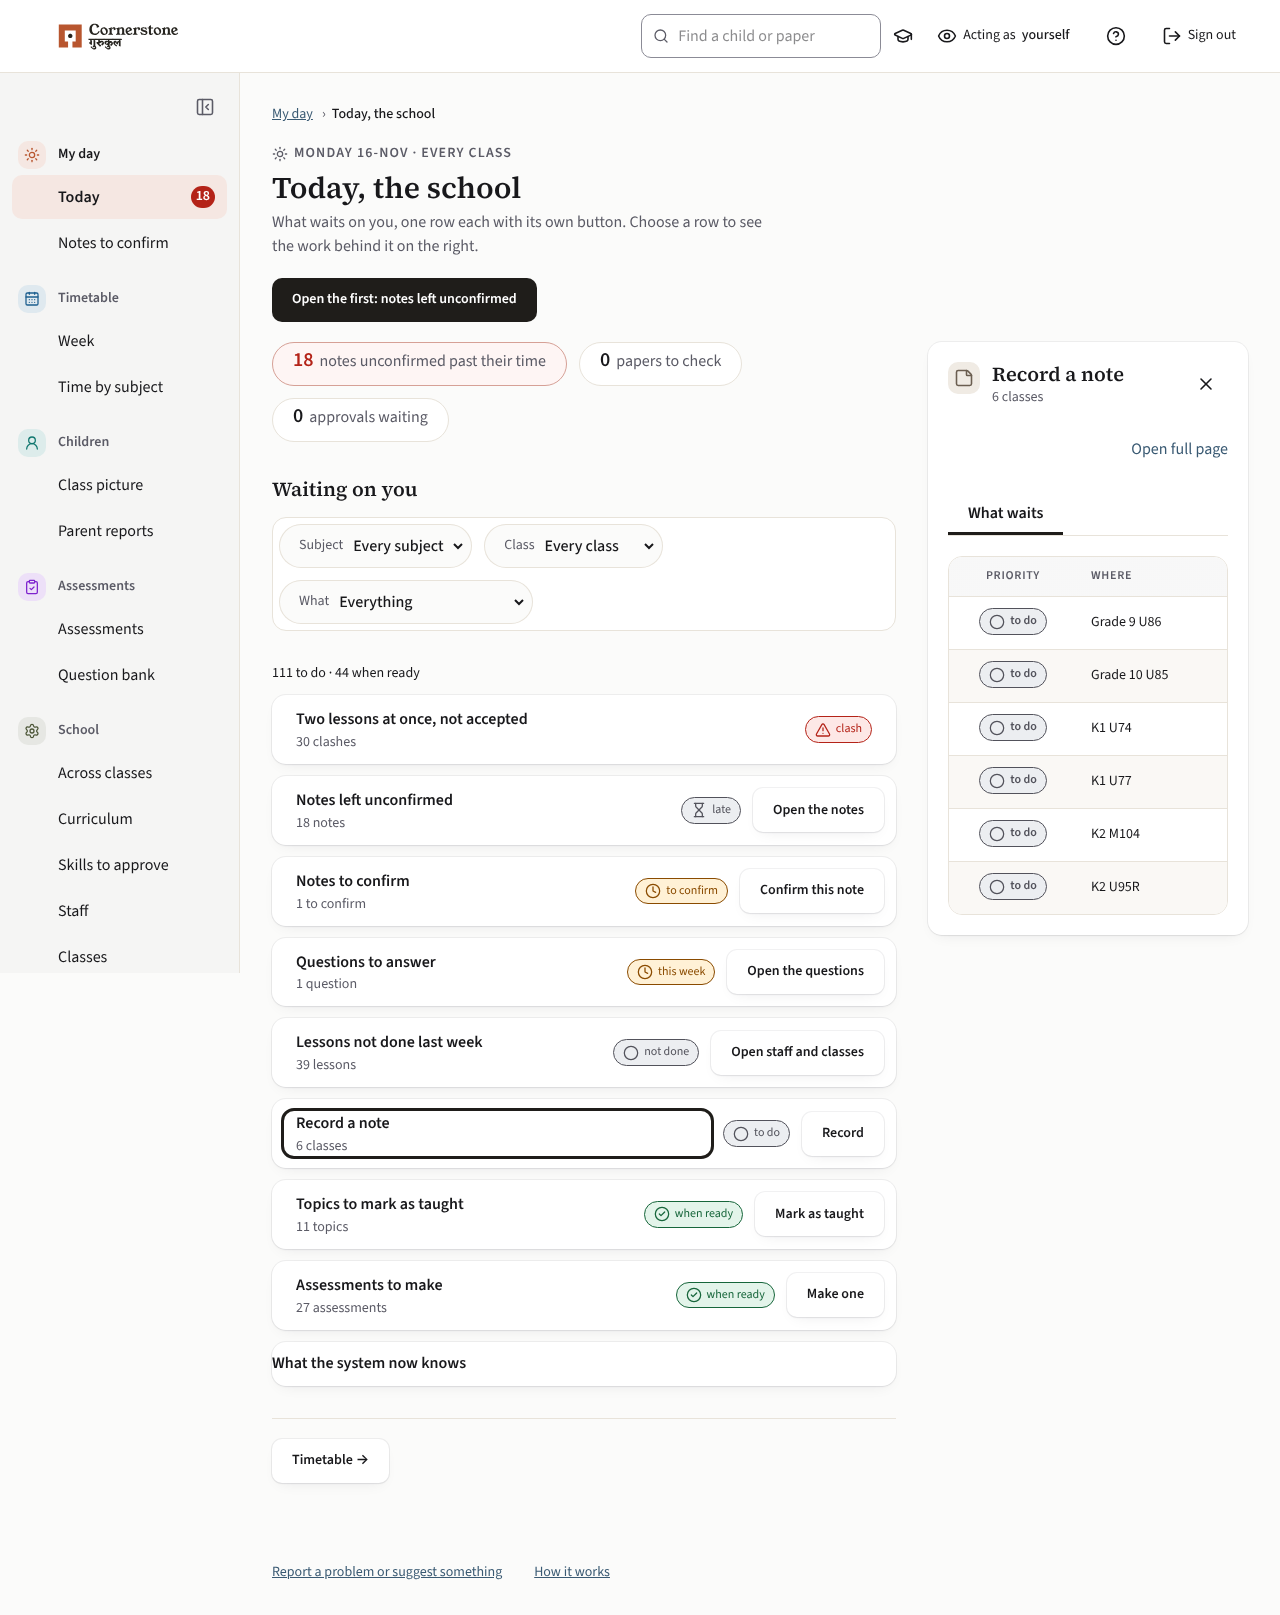 Cornerstone
गुरुकुल
Find a child or paper
Acting as yourself
Sign out
My day
Today
18
Notes to confirm
Timetable
Week
Time by subject
Children
Class picture
Parent reports
Assessments
Assessments
Question bank
School
Across classes
Curriculum
Skills to approve
Staff
Classes
My day › Today, the school
MONDAY 16-NOV · EVERY CLASS
Today, the school
What waits on you, one row each with its own button. Choose a row to see
the work behind it on the right.
Open the first: notes left unconfirmed
18 notes unconfirmed past their time
0 papers to check
0 approvals waiting
Waiting on you
Subject Every subject
Class Every class
What Everything
111 to do · 44 when ready
Two lessons at once, not accepted
30 clashes
clash
Notes left unconfirmed
18 notes
late
Open the notes
Notes to confirm
1 to confirm
to confirm
Confirm this note
Questions to answer
1 question
this week
Open the questions
Lessons not done last week
39 lessons
not done
Open staff and classes
Record a note
6 classes
to do
Record
Topics to mark as taught
11 topics
when ready
Mark as taught
Assessments to make
27 assessments
when ready
Make one
What the system now knows
Timetable →
Report a problem or suggest something
How it works
Record a note
6 classes
Open full page
What waits
PRIORITY WHERE
to do Grade 9 U86
to do Grade 10 U85
to do K1 U74
to do K1 U77
to do K2 M104
to do K2 U95R